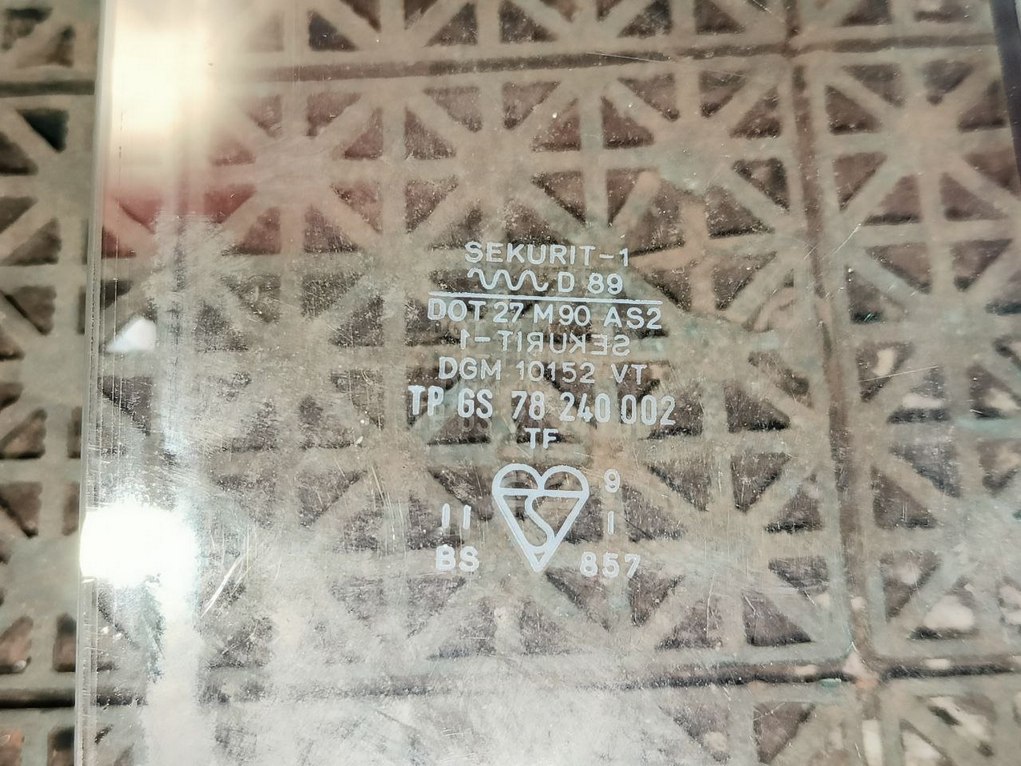 SEKURIT-1
D 89
DOT 27 M90 AS2
SEKURIT-1
DGM 10152 VT
TP GS 78 240 002
TF
9
11 1
BS 857